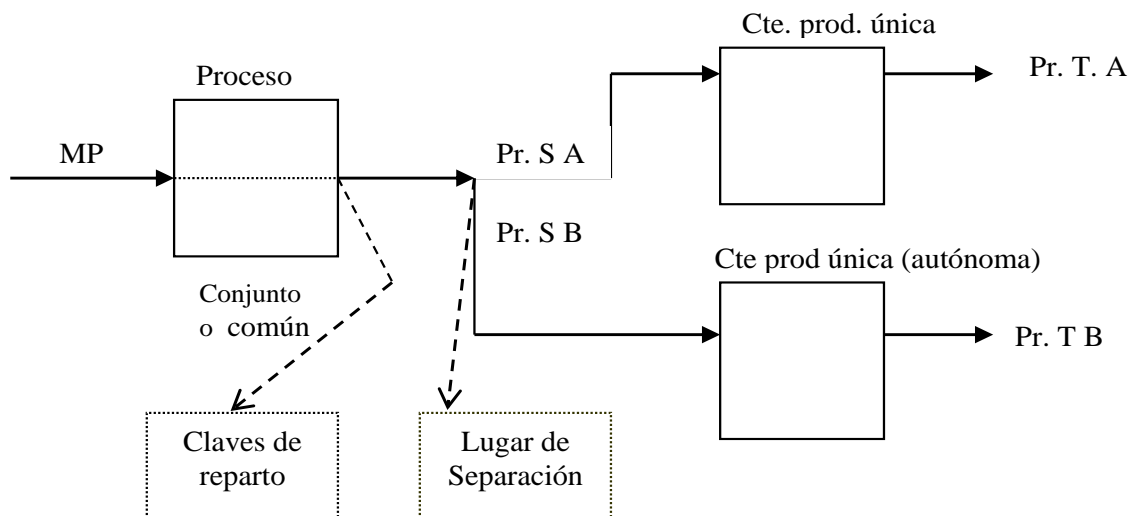 Cte. prod. única
Proceso
Pr. T. A
MP
Pr. S A
Pr. S B
Cte prod única (autónoma)
Conjunto
o común
Pr. T B
Claves de
reparto
Lugar de
Separación